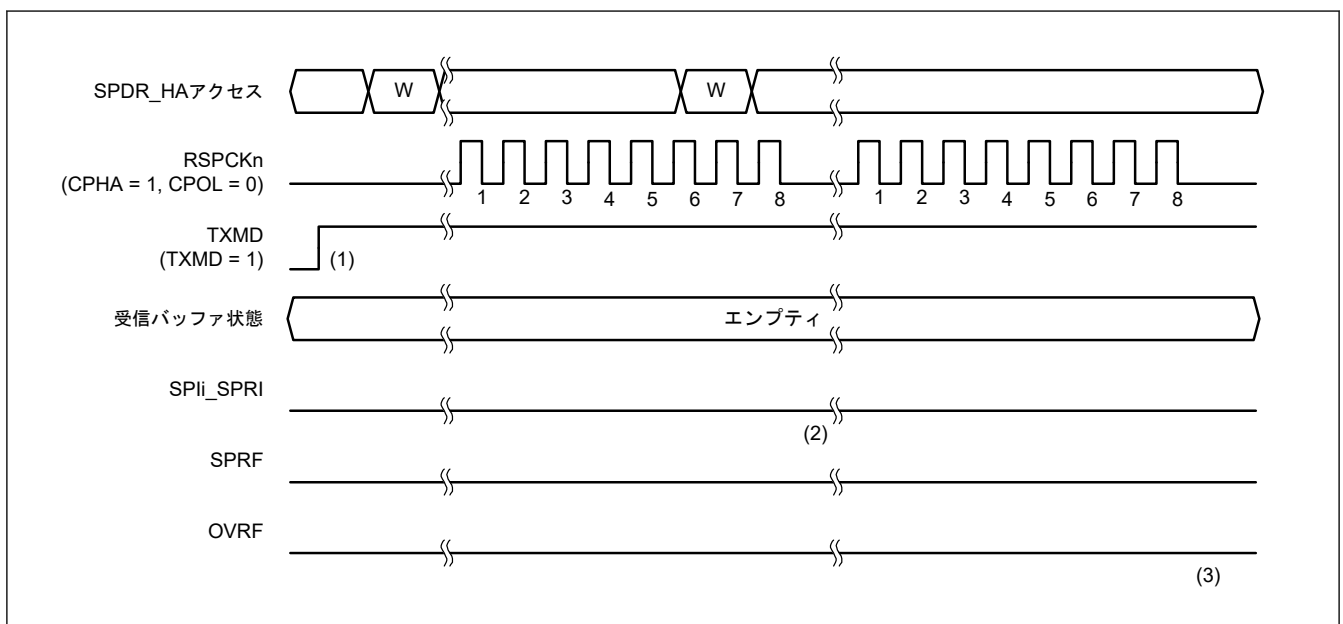 SPDR_HAアクセス
W
W
RSPCKn
(CPHA = 1, CPOL = 0)
1 2 3 4 5 6 7 8
1 2 3 4 5 6 7 8
TXMD
(TXMD = 1)
(1)
受信バッファ状態
エンプティ
SPIi_SPRI
(2)
SPRF
OVRF
(3)